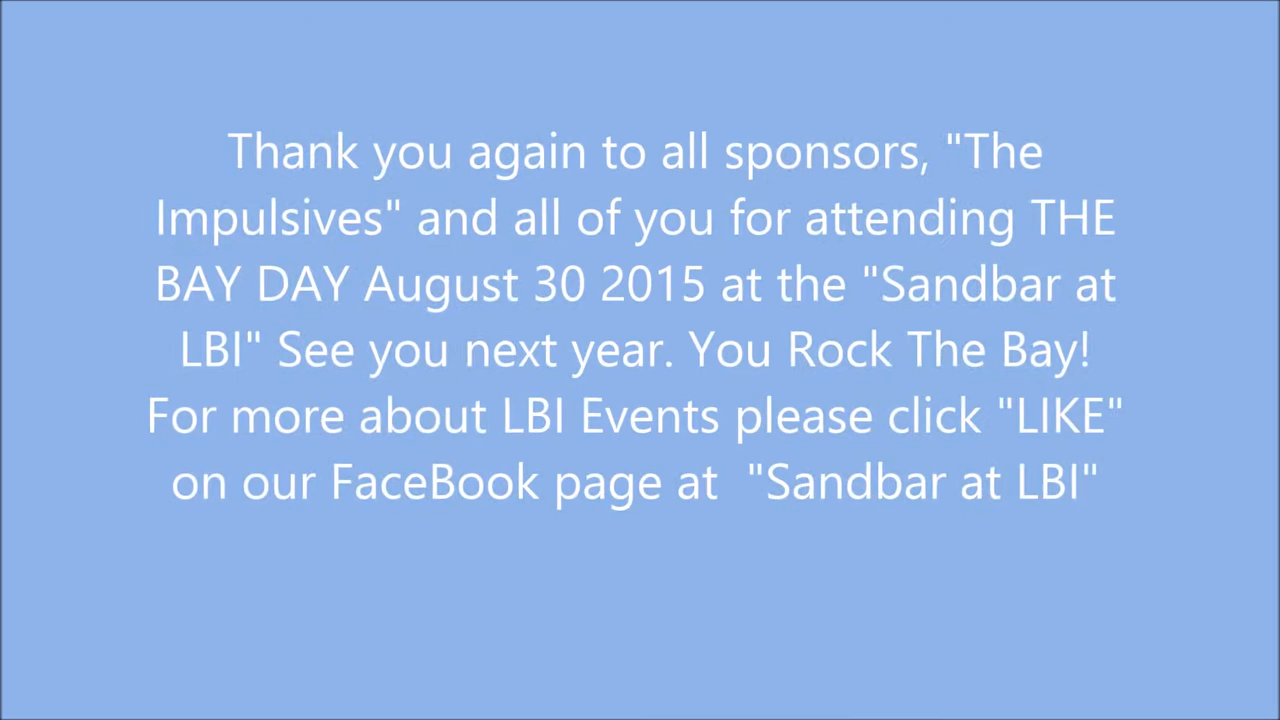 Thank you again to all sponsors, "The
Impulsives" and all of you for attending THE
BAY DAY August 30 2015 at the "Sandbar at
LBI" See you next year. You Rock The Bay!
For more about LBI Events please click "LIKE"
on our FaceBook page at  "Sandbar at LBI"